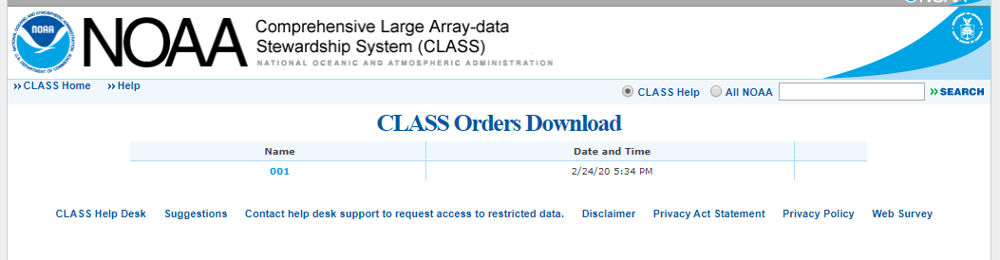 NOAA
Comprehensive Large Array-data
Stewardship System (CLASS)
NATIONAL OCEANIC AND ATMOSPHERIC ADMINISTRATION
»CLASS Home »Help
CLASS Help All NOAA »SEARCH
CLASS Orders Download
Name Date and Time
001 2/24/20 5:34 PM
CLASS Help Desk Suggestions Contact help desk support to request access to restricted data. Disclaimer Privacy Act Statement Privacy Policy Web Survey